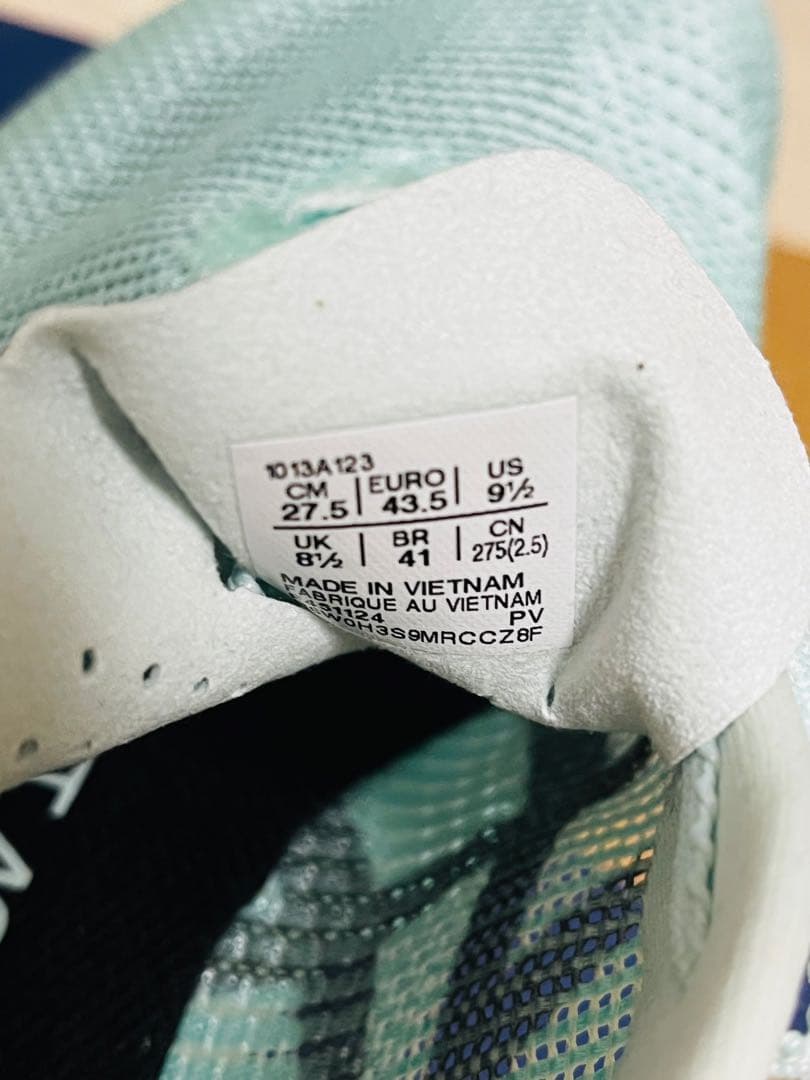 1013A123
CM 27.5 | EURO 43.5 | US 9½
UK 8½ | BR 41 | CN 275(2.5)
MADE IN VIETNAM
FABRIQUE AU VIETNAM
PV